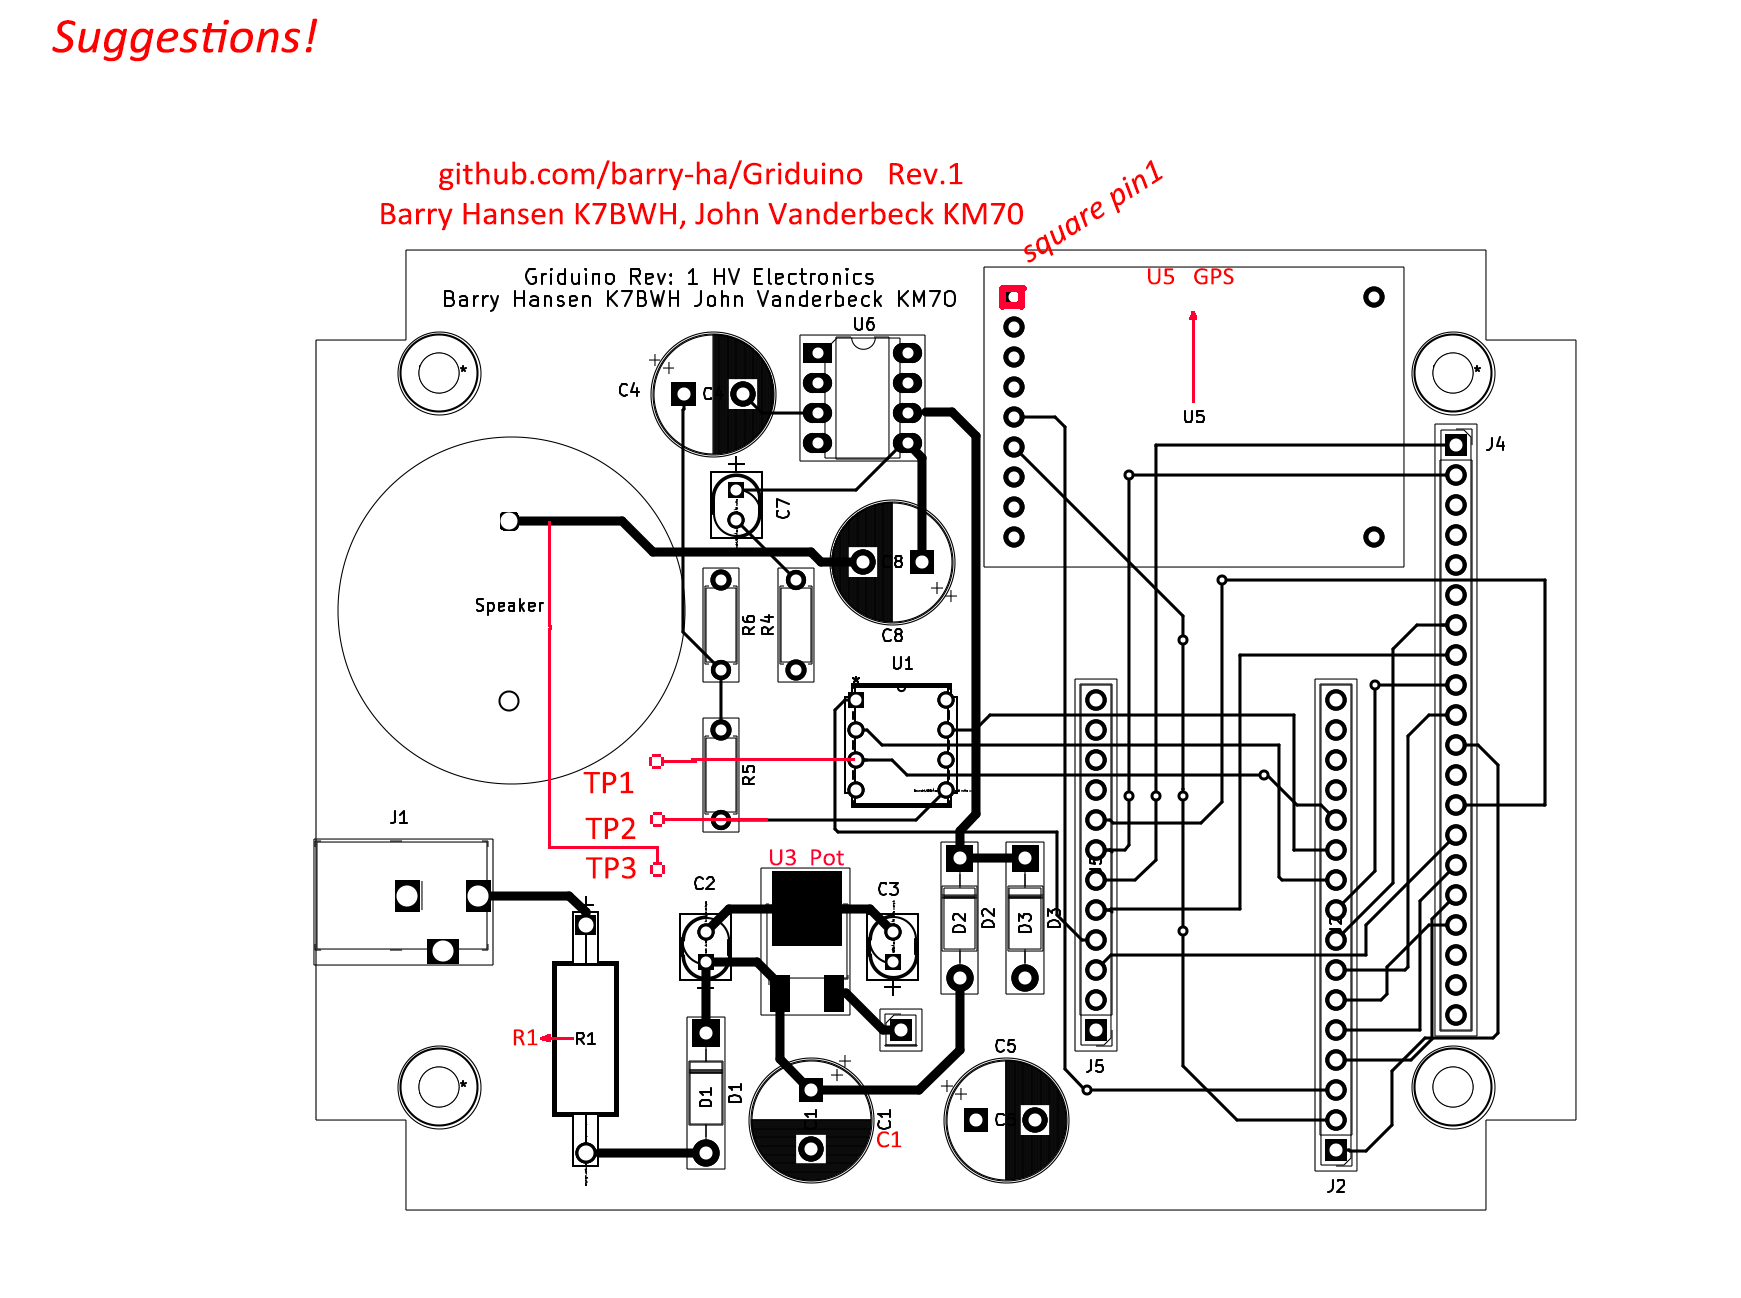 Suggestions!
github.com/barry-ha/Griduino Rev.1
Barry Hansen K7BWH, John Vanderbeck KM70
square pin1
Griduino Rev: 1 HV Electronics
Barry Hansen K7BWH John Vanderbeck KM7O
U5 GPS
U6
*
*
C4
C4
U5
J4
C7
C8
Speaker
R6
R4
C8
U1
*
TP1
R5
TP2
J1
TP3
U3 Pot
C2
C3
J5
D2
D2
D3
D3
J2
R1
R1
C5
J5
*
*
D1
D1
C1
C1
C1
C5
J2